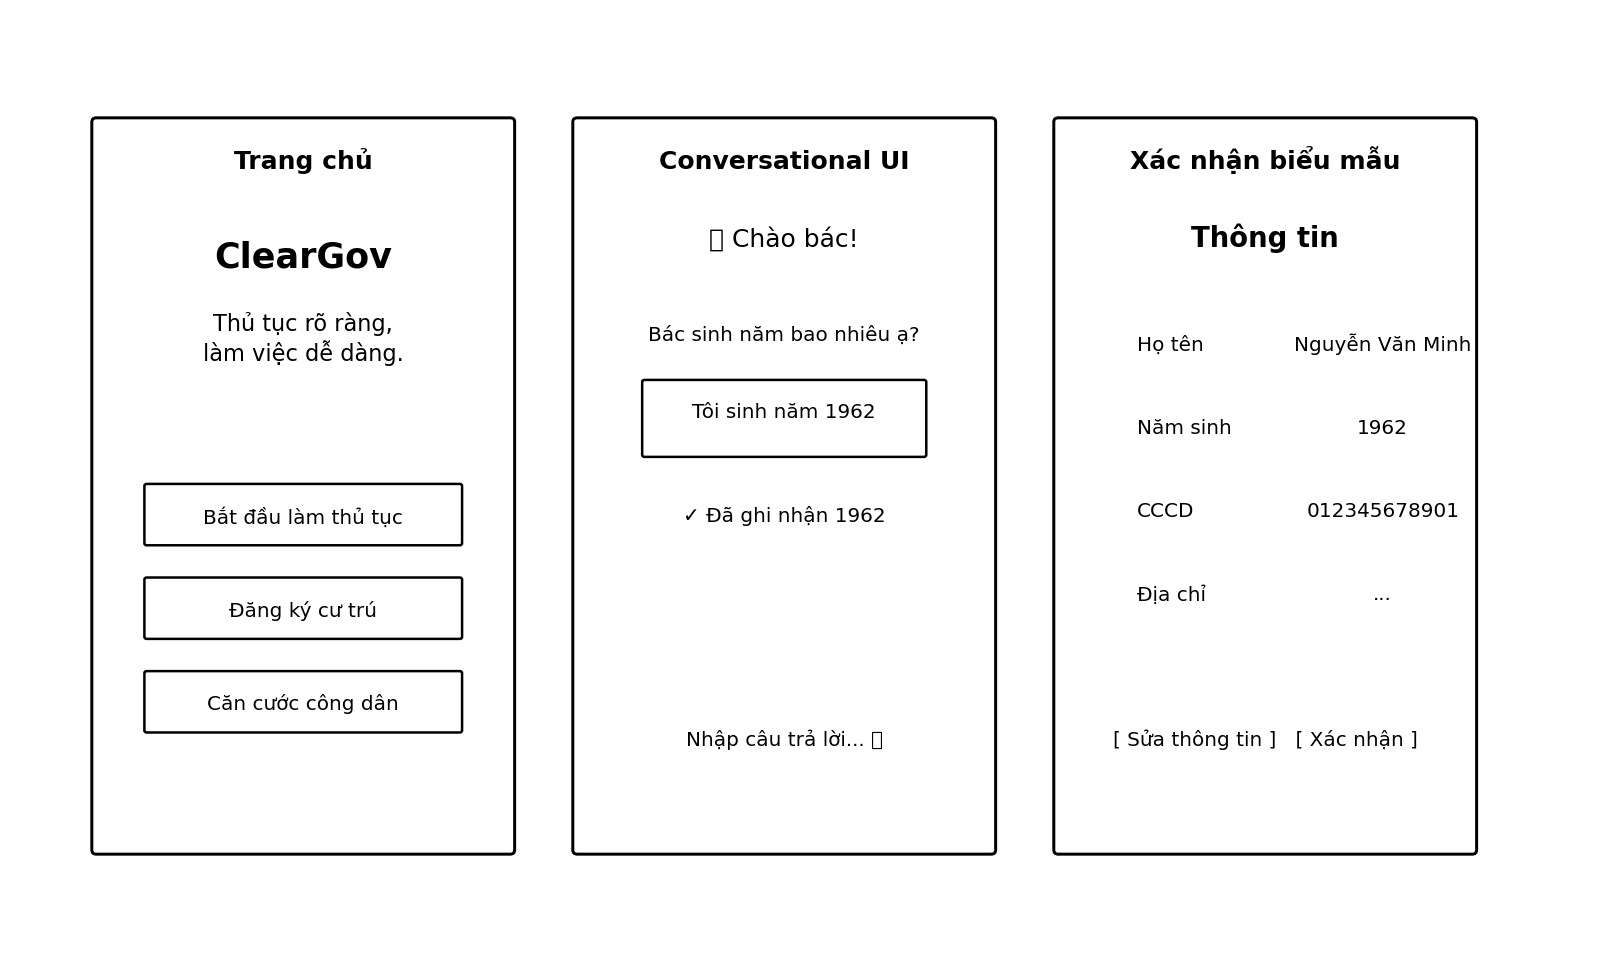 Trang chủ
ClearGov
Thủ tục rõ ràng,
làm việc dễ dàng.
Bắt đầu làm thủ tục
Đăng ký cư trú
Căn cước công dân
Conversational UI
Chào bác!
Bác sinh năm bao nhiêu ạ?
Tôi sinh năm 1962
✓ Đã ghi nhận 1962
Nhập câu trả lời...
Xác nhận biểu mẫu
Thông tin
Họ tên Nguyễn Văn Minh
Năm sinh 1962
CCCD 012345678901
Địa chỉ ...
[ Sửa thông tin ] [ Xác nhận ]